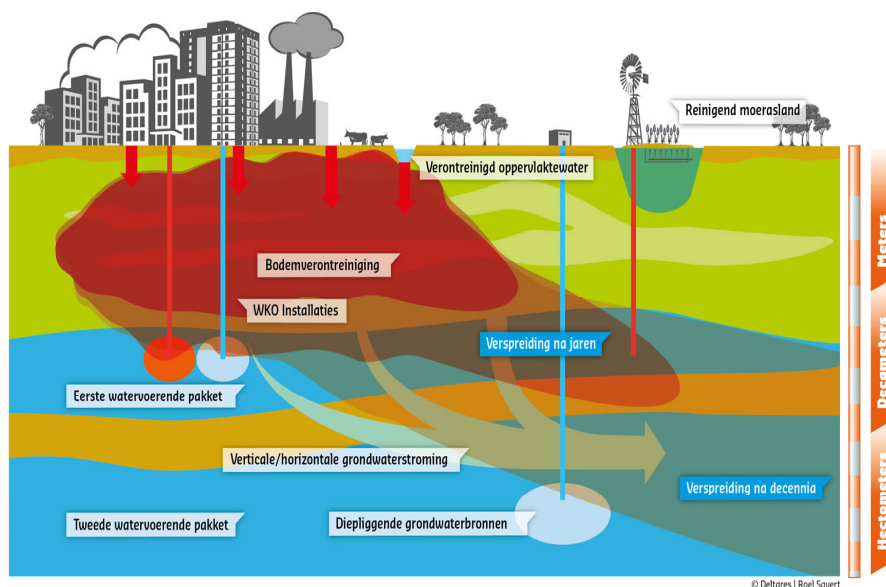 Reinigend moerasland
Verontreinigd oppervlaktewater
Bodemverontreiniging
WKO Installaties
Verspreiding na jaren
Eerste watervoerende pakket
Verticale/horizontale grondwaterstroming
Verspreiding na decennia
Tweede watervoerende pakket
Diepliggende grondwaterbronnen
Meters
Decameters
Hectometers
© Deltares | Roel Savert